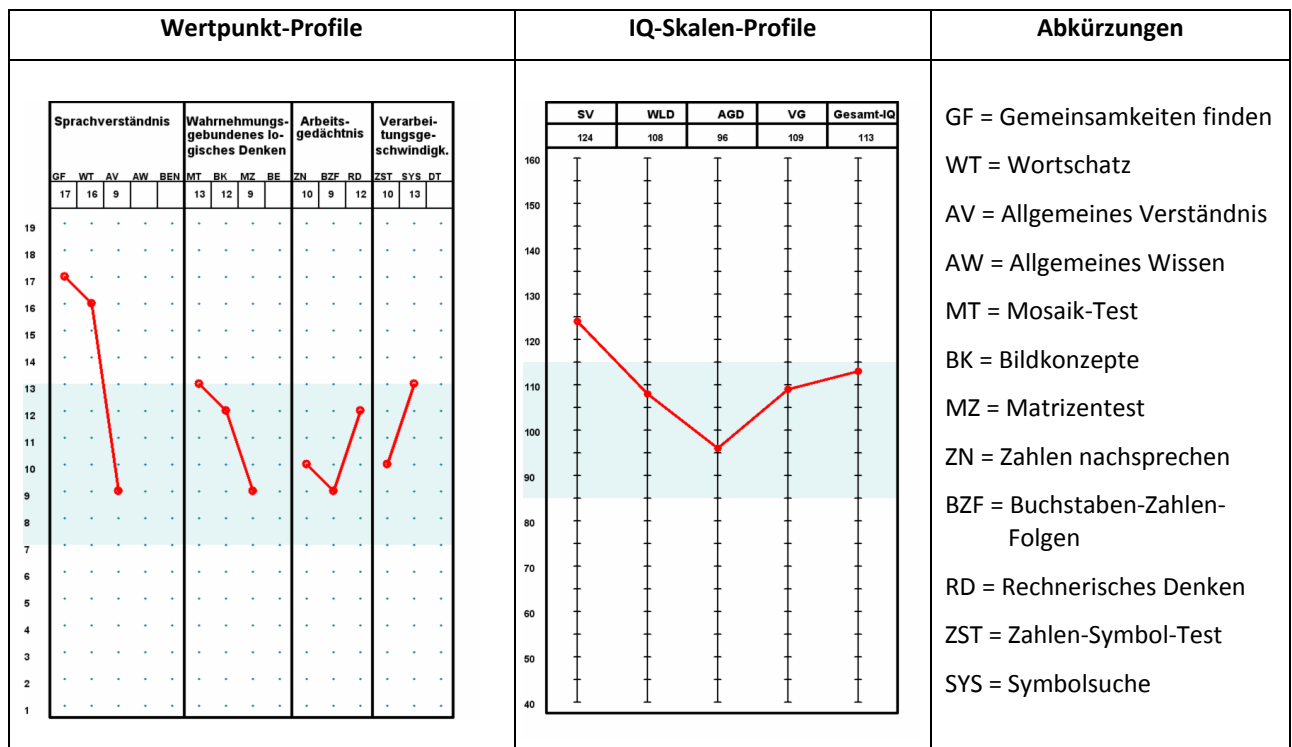 Wertpunkt-Profile
IQ-Skalen-Profile
Abkürzungen
Sprachverständnis
Wahrnehmungs-
gebundenes lo-
gisches Denken
Arbeits-
gedächtnis
Verarbei-
tungsge-
schwindigk.
GF WT AV AW BEN MT BK MZ BE ZN BZF RD ZST SYS DT
17 16 9 13 12 9 10 9 12 10 13
19
18
17
16
15
14
13
12
11
10
9
8
7
6
5
4
3
2
1
SV WLD AGD VG Gesamt-IQ
124 108 96 109 113
160
150
140
130
120
110
100
90
80
70
60
50
40
GF = Gemeinsamkeiten finden
WT = Wortschatz
AV = Allgemeines Verständnis
AW = Allgemeines Wissen
MT = Mosaik-Test
BK = Bildkonzepte
MZ = Matrizentest
ZN = Zahlen nachsprechen
BZF = Buchstaben-Zahlen-
Folgen
RD = Rechnerisches Denken
ZST = Zahlen-Symbol-Test
SYS = Symbolsuche